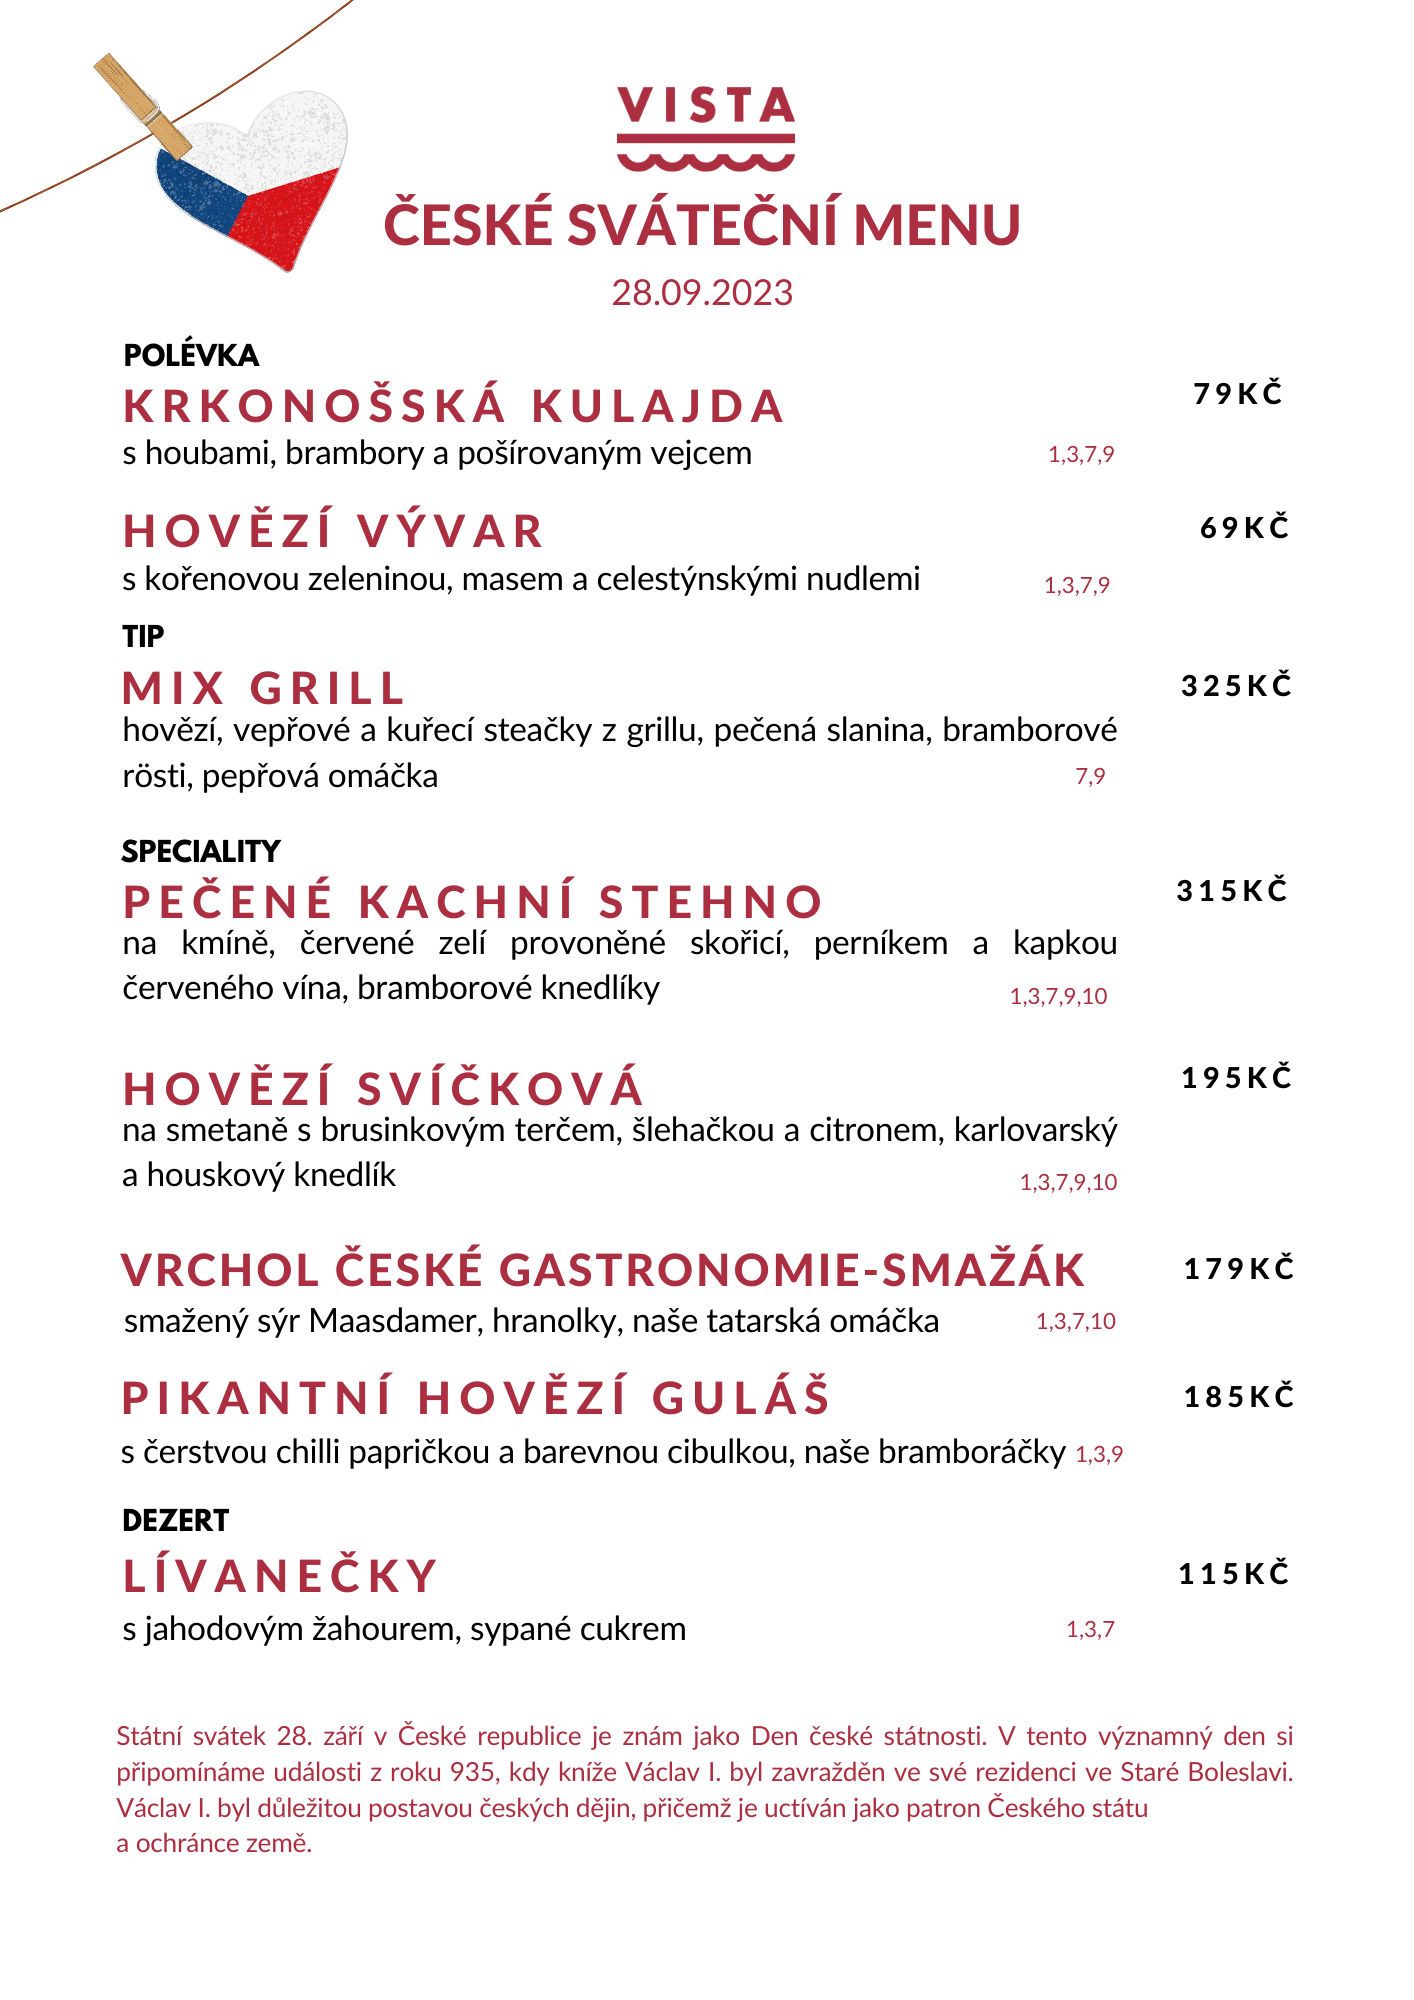 VISTA
ČESKÉ SVÁTEČNÍ MENU
28.09.2023
POLÉVKA
KRKONOŠSKÁ KULAJDA 79KČ
s houbami, brambory a pošírovaným vejcem 1,3,7,9
HOVĚZÍ VÝVAR 69KČ
s kořenovou zeleninou, masem a celestýnskými nudlemi 1,3,7,9
TIP
MIX GRILL 325KČ
hovězí, vepřové a kuřecí steačky z grillu, pečená slanina, bramborové
rösti, pepřová omáčka 7,9
SPECIALITY
PEČENÉ KACHNÍ STEHNO 315KČ
na kmíně, červené zelí provoněné skořicí, perníkem a kapkou
červeného vína, bramborové knedlíky 1,3,7,9,10
HOVĚZÍ SVÍČKOVÁ 195KČ
na smetaně s brusinkovým terčem, šlehačkou a citronem, karlovarský
a houskový knedlík 1,3,7,9,10
VRCHOL ČESKÉ GASTRONOMIE-SMAŽÁK 179KČ
smažený sýr Maasdamer, hranolky, naše tatarská omáčka 1,3,7,10
PIKANTNÍ HOVĚZÍ GULÁŠ 185KČ
s čerstvou chilli papričkou a barevnou cibulkou, naše bramboráčky 1,3,9
DEZERT
LÍVANEČKY 115KČ
s jahodovým žahourem, sypané cukrem 1,3,7
Státní svátek 28. září v České republice je znám jako Den české státnosti. V tento významný den si
připomínáme události z roku 935, kdy kníže Václav I. byl zavražděn ve své rezidenci ve Staré Boleslavi.
Václav I. byl důležitou postavou českých dějin, přičemž je uctíván jako patron Českého státu
a ochránce země.